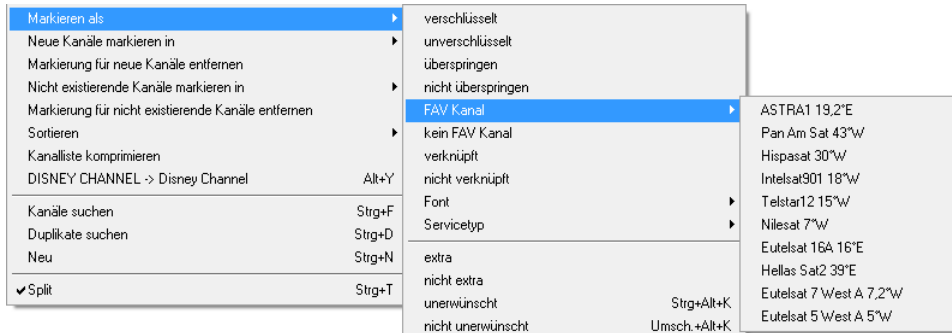 Markieren als
Neue Kanäle markieren in
Markierung für neue Kanäle entfernen
Nicht existierende Kanäle markieren in
Markierung für nicht existierende Kanäle entfernen
Sortieren
Kanalliste komprimieren
DISNEY CHANNEL -> Disney Channel Alt+Y
Kanäle suchen Strg+F
Duplikate suchen Strg+D
Neu Strg+N
Split Strg+T
verschlüsselt
unverschlüsselt
überspringen
nicht überspringen
FAV Kanal
kein FAV Kanal
verknüpft
nicht verknüpft
Font
Servicetyp
extra
nicht extra
unerwünscht Strg+Alt+K
nicht unerwünscht Umsch.+Alt+K
ASTRA1 19,2°E
Pan Am Sat 43°W
Hispasat 30°W
Intelsat901 18°W
Telstar12 15°W
Nilesat 7°W
Eutelsat 16A 16°E
Hellas Sat2 39°E
Eutelsat 7 West A 7,2°W
Eutelsat 5 West A 5°W